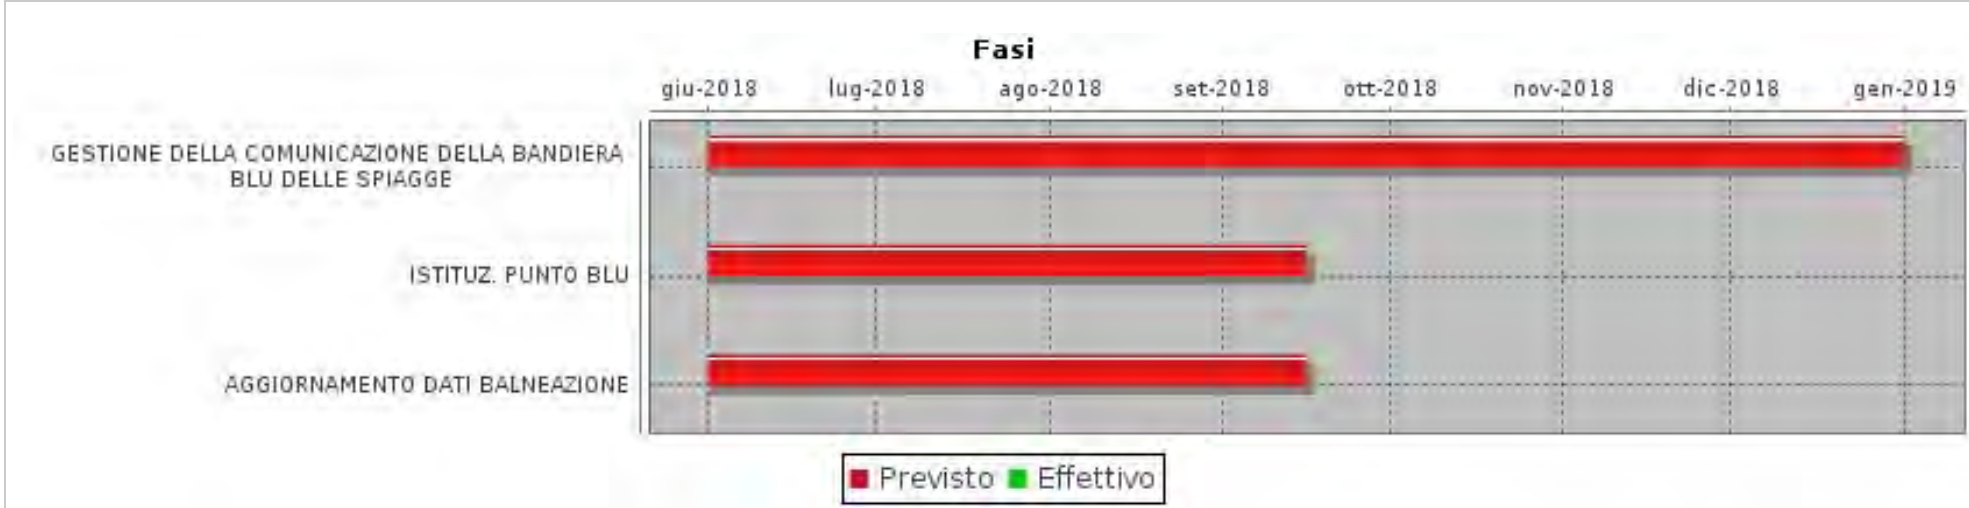 Fasi
giu-2018 lug-2018 ago-2018 set-2018 ott-2018 nov-2018 dic-2018 gen-2019
GESTIONE DELLA COMUNICAZIONE DELLA BANDIERA
BLU DELLE SPIAGGE
ISTITUZ. PUNTO BLU
AGGIORNAMENTO DATI BALNEAZIONE
Previsto Effettivo